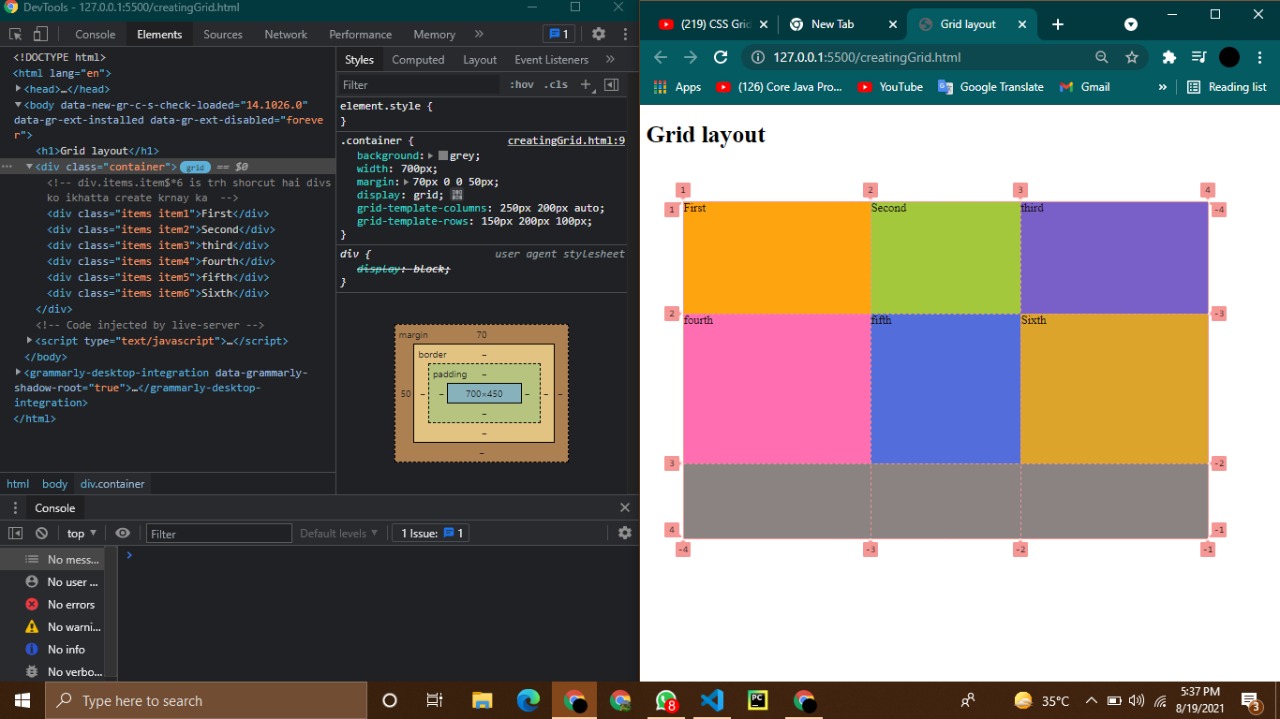 DevTools - 127.0.0.1:5500/creatingGrid.html
Console Elements Sources Network Performance Memory » 1
<!DOCTYPE html>
<html lang="en">
<head>…</head>
<body data-new-gr-c-s-check-loaded="14.1026.0"
data-gr-ext-installed data-gr-ext-disabled="foreve
r">
<h1>Grid layout</h1>
<div class="container"> grid == $0
<!-- div.items.item$*6 is trh shorcut hai divs
ko ikhatta create krnay ka -->
<div class="items item1">First</div>
<div class="items item2">Second</div>
<div class="items item3">third</div>
<div class="items item4">fourth</div>
<div class="items item5">fifth</div>
<div class="items item6">Sixth</div>
</div>
<!-- Code injected by live-server -->
<script type="text/javascript">…</script>
</body>
<grammarly-desktop-integration data-grammarly-
shadow-root="true">…</grammarly-desktop-
integration>
</html>
html body div.container
Styles Computed Layout Event Listeners »
Filter :hov .cls +
element.style {
}
.container { creatingGrid.html:9
background: grey;
width: 700px;
margin: 70px 0 0 50px;
display: grid;
grid-template-columns: 250px 200px auto;
grid-template-rows: 150px 200px 100px;
}
div { user agent stylesheet
display: block;
}
margin 70
border –
padding –
50 – – 700×450 – – –
–
–
–
Console
top Filter Default levels 1 Issue: 1
No mess...
No user ...
No errors
No warni...
No info
No verbo...
>
(219) CSS Gri
New Tab
Grid layout
127.0.0.1:5500/creatingGrid.html
Apps (126) Core Java Pro... YouTube Google Translate Gmail » Reading list
Grid layout
1 2 3 4
1 First Second third -4
2 fourth fifth Sixth -3
3 -2
4 -1
-4 -3 -2 -1
Type here to search
PC
8
35°C
5:37 PM
8/19/2021
3